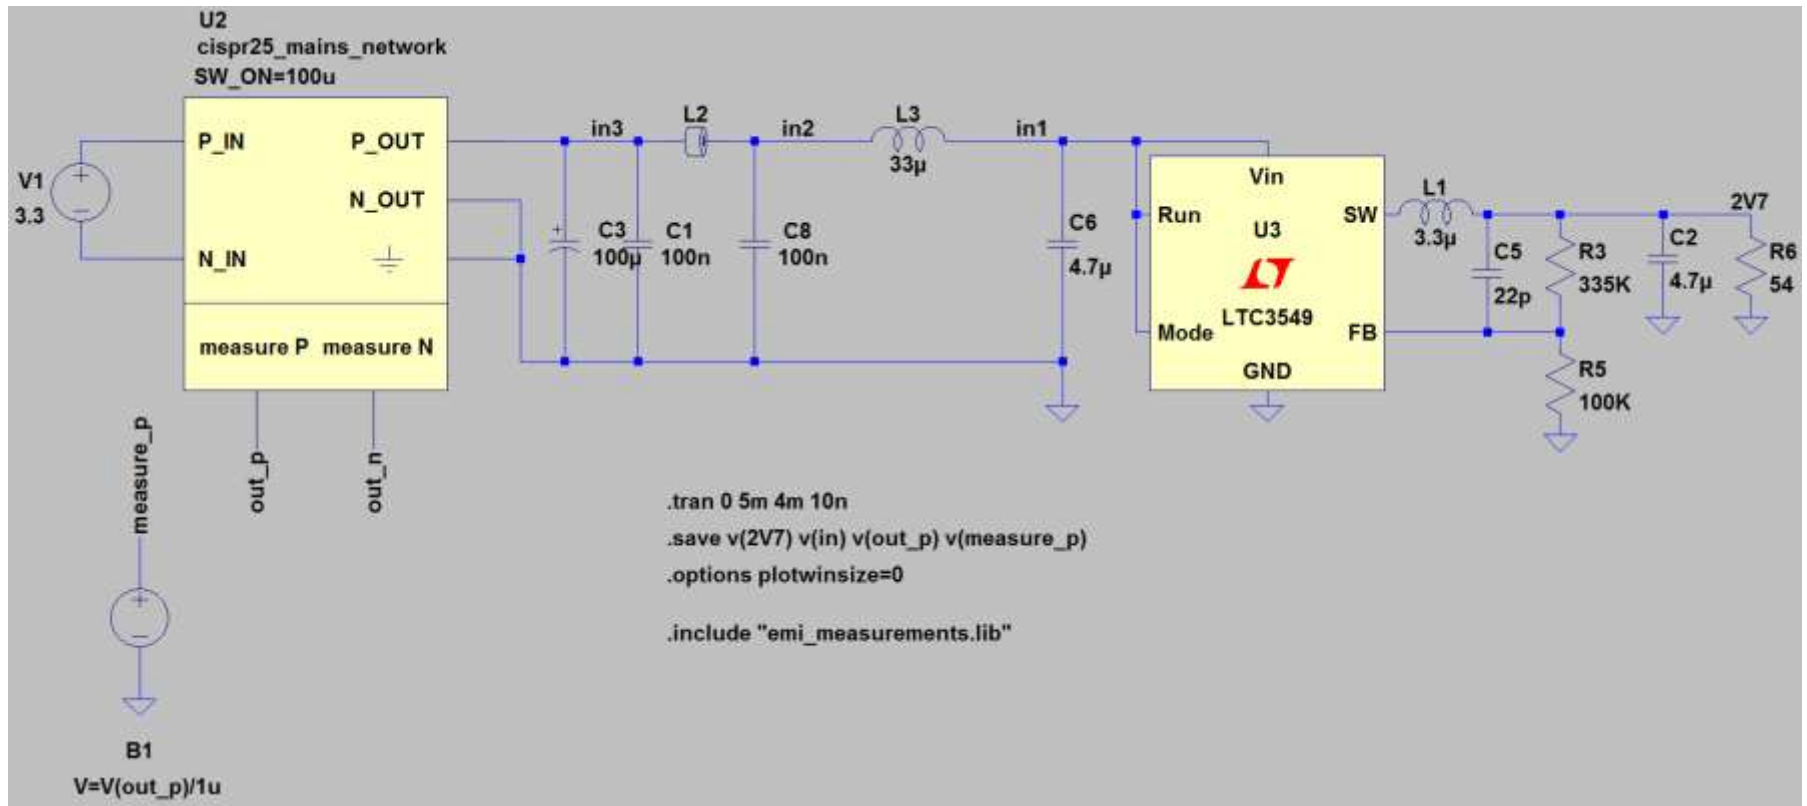 U2
cispr25_mains_network
SW_ON=100u
P_IN
P_OUT
N_OUT
N_IN
measure P measure N
V1
3.3
in3
L2
in2
L3
33µ
in1
C3
100µ
C1
100n
C8
100n
C6
4.7µ
Vin
Run
SW
U3
LTC3549
Mode
FB
GND
L1
3.3µ
2V7
C5
22p
R3
335K
C2
4.7µ
R6
54
R5
100K
measure_p
out_p
out_n
.tran 0 5m 4m 10n
.save v(2V7) v(in) v(out_p) v(measure_p)
.options plotwinsize=0
.include "emi_measurements.lib"
B1
V=V(out_p)/1u